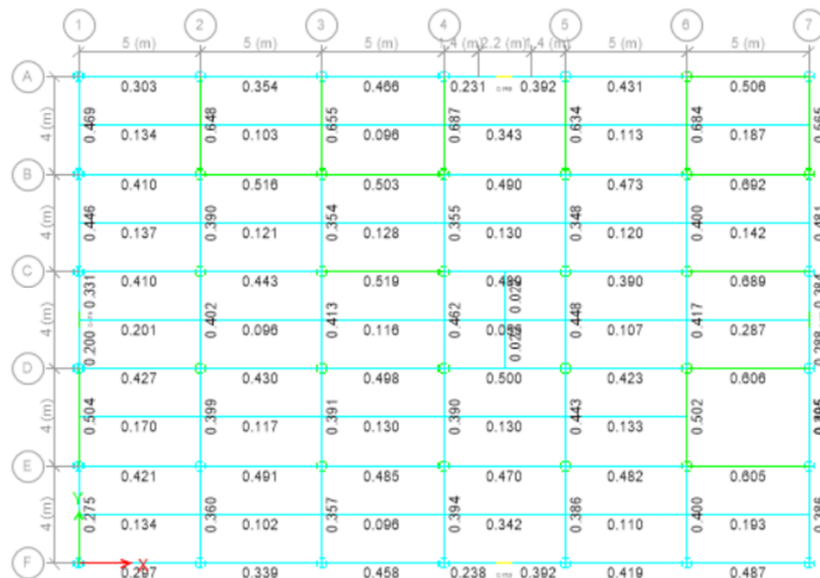 1 2 3 4 5 6 7
5 (m) 5 (m) 5 (m) 1.4 (m) 2.2 (m) 1.4 (m) 5 (m) 5 (m)
A
0.303 0.354 0.466 0.231 0.392 0.431 0.506
4 (m) 0.469 0.648 0.655 0.687 0.634 0.684 0.565
0.134 0.103 0.096 0.343 0.113 0.187
B
0.410 0.516 0.503 0.490 0.473 0.692
4 (m) 0.446 0.390 0.354 0.355 0.348 0.400 0.481
0.137 0.121 0.128 0.130 0.120 0.142
C
0.410 0.443 0.519 0.390 0.689
4 (m) 0.331 0.402 0.413 0.462 0.448 0.417
0.201 0.096 0.116 0.107 0.287
0.200 0.288
D
0.427 0.430 0.498 0.500 0.423 0.606
4 (m) 0.504 0.399 0.391 0.390 0.443 0.502
0.170 0.117 0.130 0.130 0.133
E
0.421 0.491 0.485 0.470 0.482 0.605
Y
4 (m) 0.275 0.360 0.357 0.394 0.386 0.400 0.386
0.134 0.102 0.096 0.342 0.110 0.193
F X
0.297 0.339 0.458 0.238 0.392 0.419 0.487